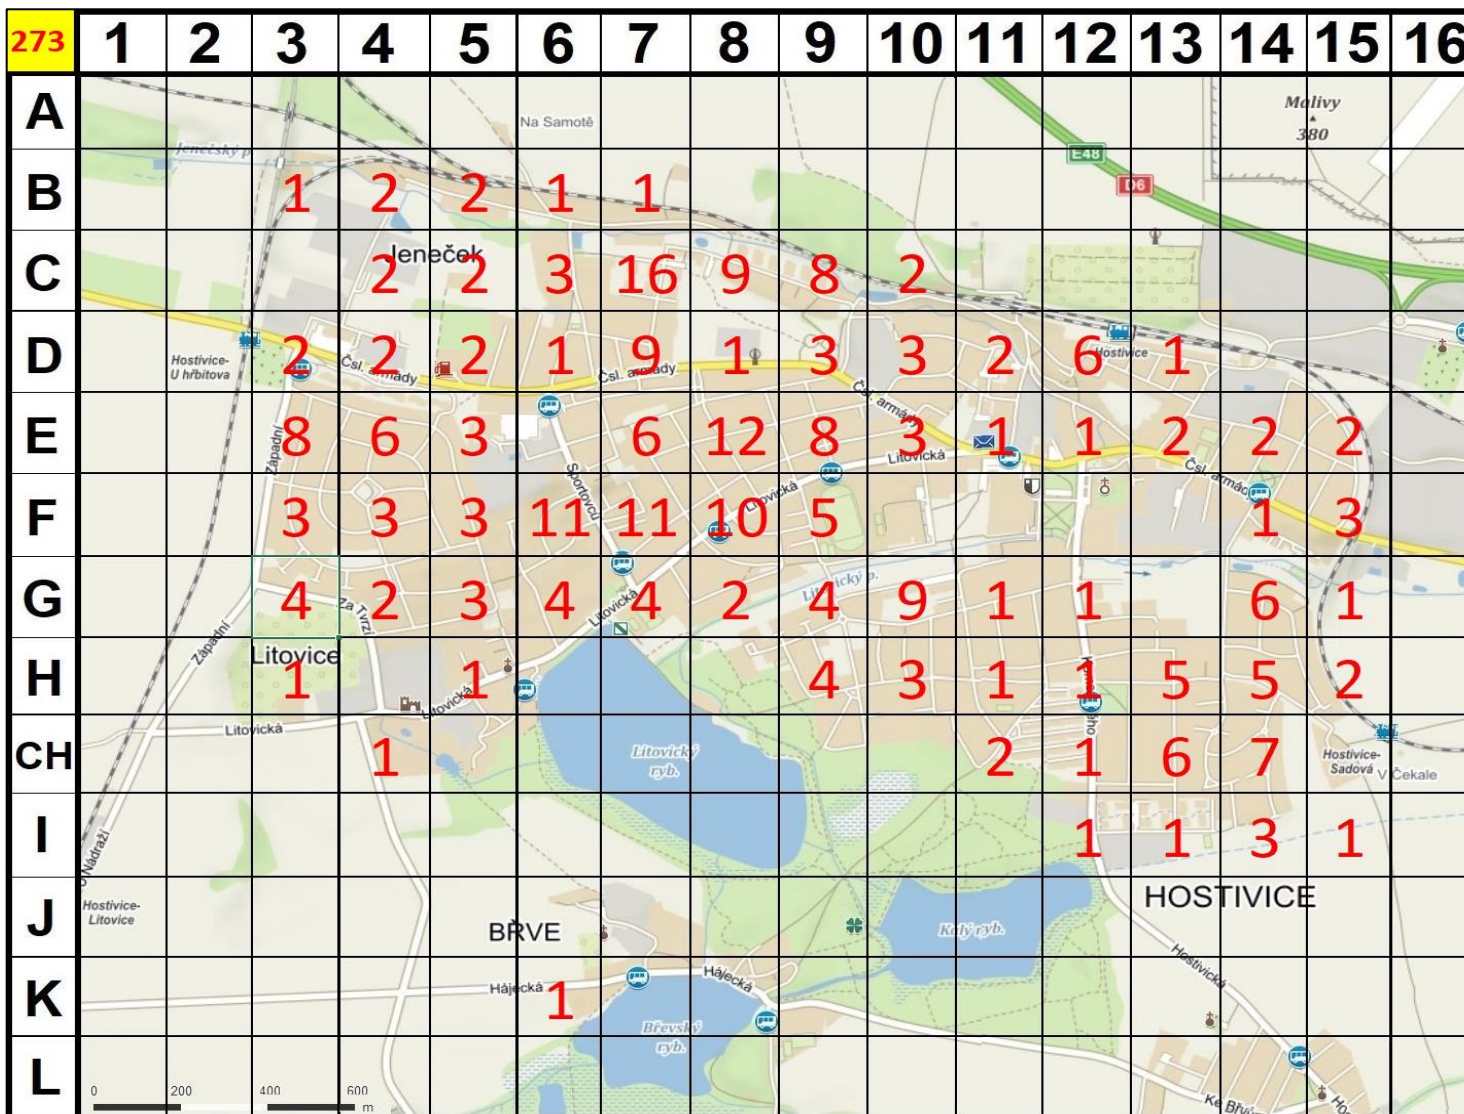 273 1 2 3 4 5 6 7 8 9 10 11 12 13 14 15 16
A Na Samotě Malivy
380
Jenečský p.
E48
D6
B 1 2 2 1 1
Jeneček
C 2 2 3 16 9 8 2
D 2 2 2 1 9 1 3 3 2 6 1
Hostivice-
U hřbitova
Čsl. armády
Čsl. armády
Hostivice
Čsl. armády
E 8 6 3 6 12 8 3 1 1 2 2 2
Západní
Litovická
Čsl. armády
Sportovců
Litovická
F 3 3 3 11 11 10 5 1 3
G 4 2 3 4 4 2 4 9 1 1 6 1
Za Tvrzí
Litovická
Litovický p.
Západní
Litovice
H 1 1 4 3 1 1 5 5 2
Litovická
Litovická
CH 1 2 1 6 7
Litovický
ryb.
Hostivice-
Sadová
V Čekale
I 1 1 3 1
Nádraží
Hostivice-
Litovice
J BŘVE Kalý ryb. HOSTIVICE
Hostivická
K Hájecká 1 Hájecká
Břevský
ryb.
L 0 200 400 600
m